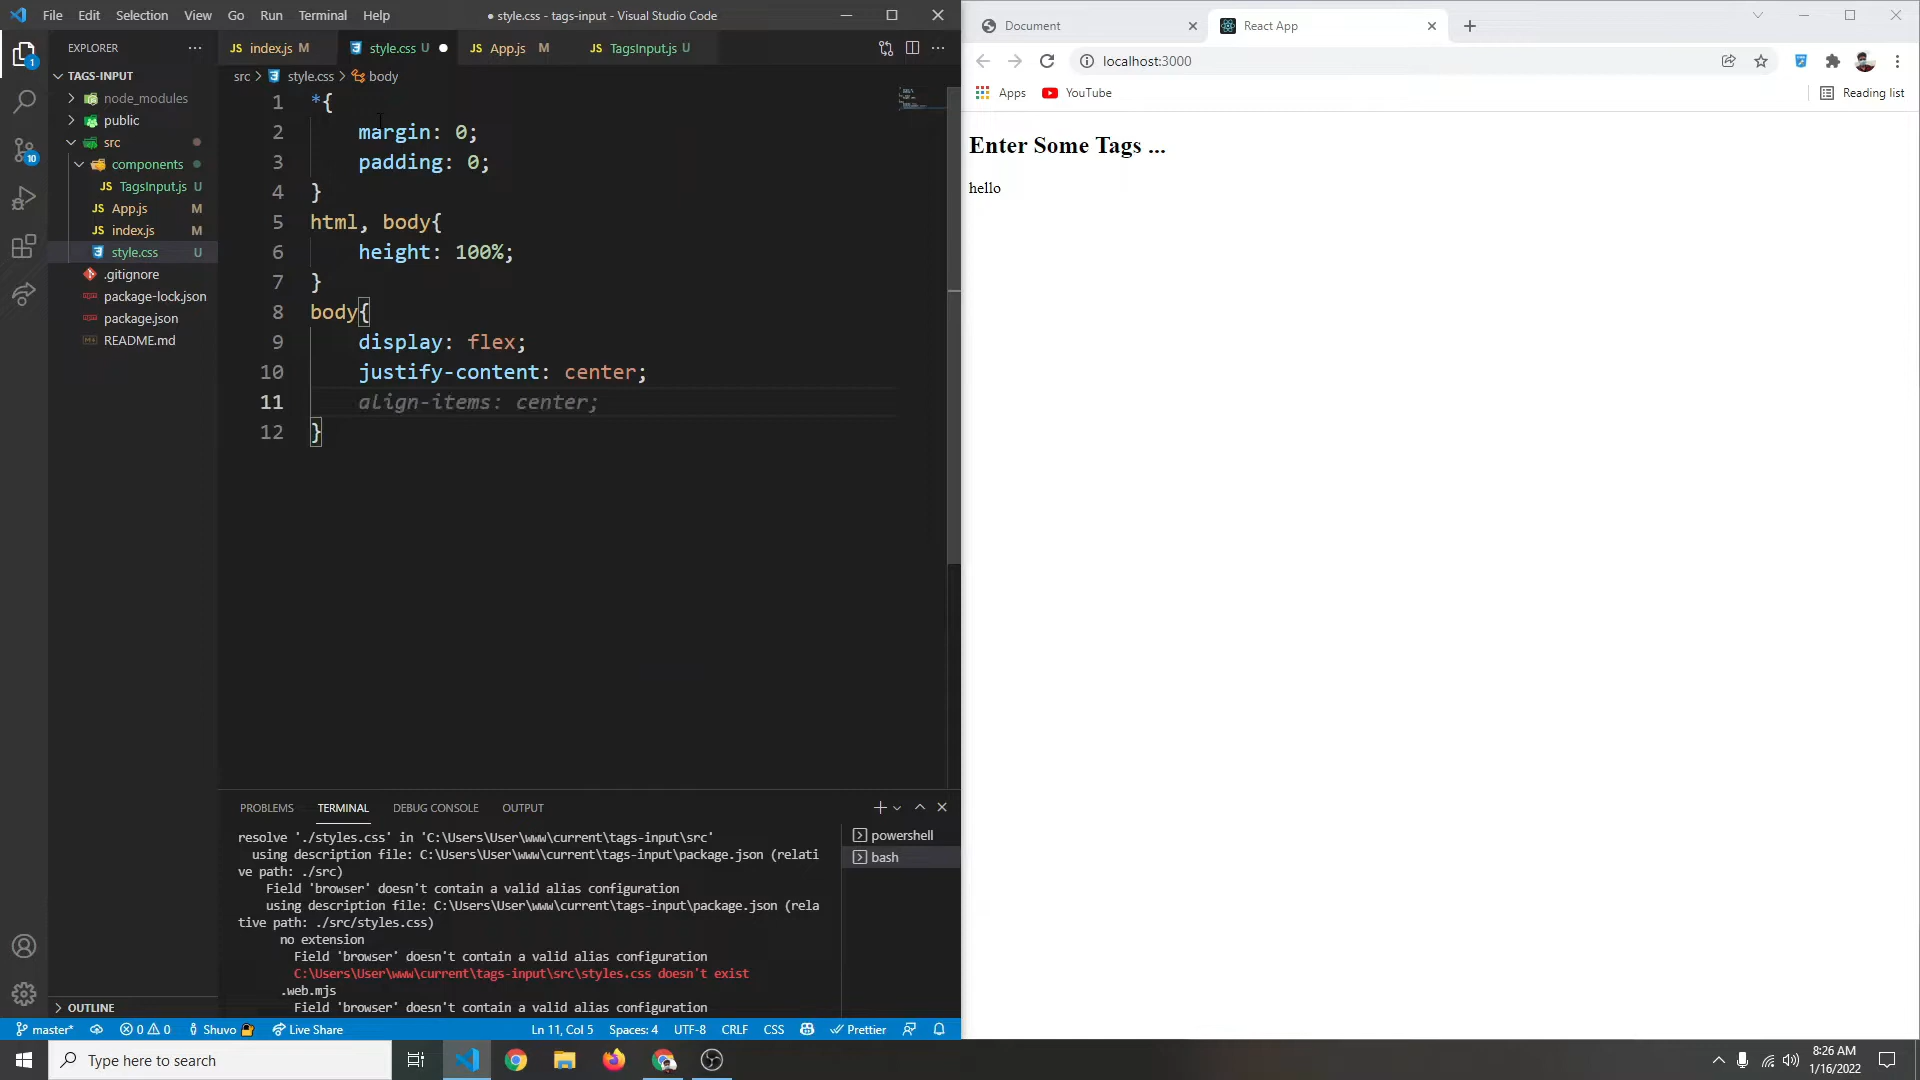 File Edit Selection View Go Run Terminal Help
● style.css - tags-input - Visual Studio Code
EXPLORER
TAGS-INPUT
node_modules
public
src
components
JS TagsInput.js U
JS App.js M
JS index.js M
style.css U
.gitignore
package-lock.json
package.json
README.md
OUTLINE
JS index.js M
style.css U ●
JS App.js M
JS TagsInput.js U
src > style.css > body
1 *{
2 margin: 0;
3 padding: 0;
4 }
5 html, body{
6 height: 100%;
7 }
8 body{
9 display: flex;
10 justify-content: center;
11 align-items: center;
12 }
PROBLEMS TERMINAL DEBUG CONSOLE OUTPUT
resolve './styles.css' in 'C:\Users\User\www\current\tags-input\src'
using description file: C:\Users\User\www\current\tags-input\package.json (relati
ve path: ./src)
Field 'browser' doesn't contain a valid alias configuration
using description file: C:\Users\User\www\current\tags-input\package.json (rela
tive path: ./src/styles.css)
no extension
Field 'browser' doesn't contain a valid alias configuration
C:\Users\User\www\current\tags-input\src\styles.css doesn't exist
.web.mjs
Field 'browser' doesn't contain a valid alias configuration
powershell
bash
1
10
master* 0 0 Shuvo Live Share Ln 11, Col 5 Spaces: 4 UTF-8 CRLF CSS Prettier
Document
React App
localhost:3000
Apps YouTube Reading list
Enter Some Tags ...
hello
Type here to search
8:26 AM
1/16/2022